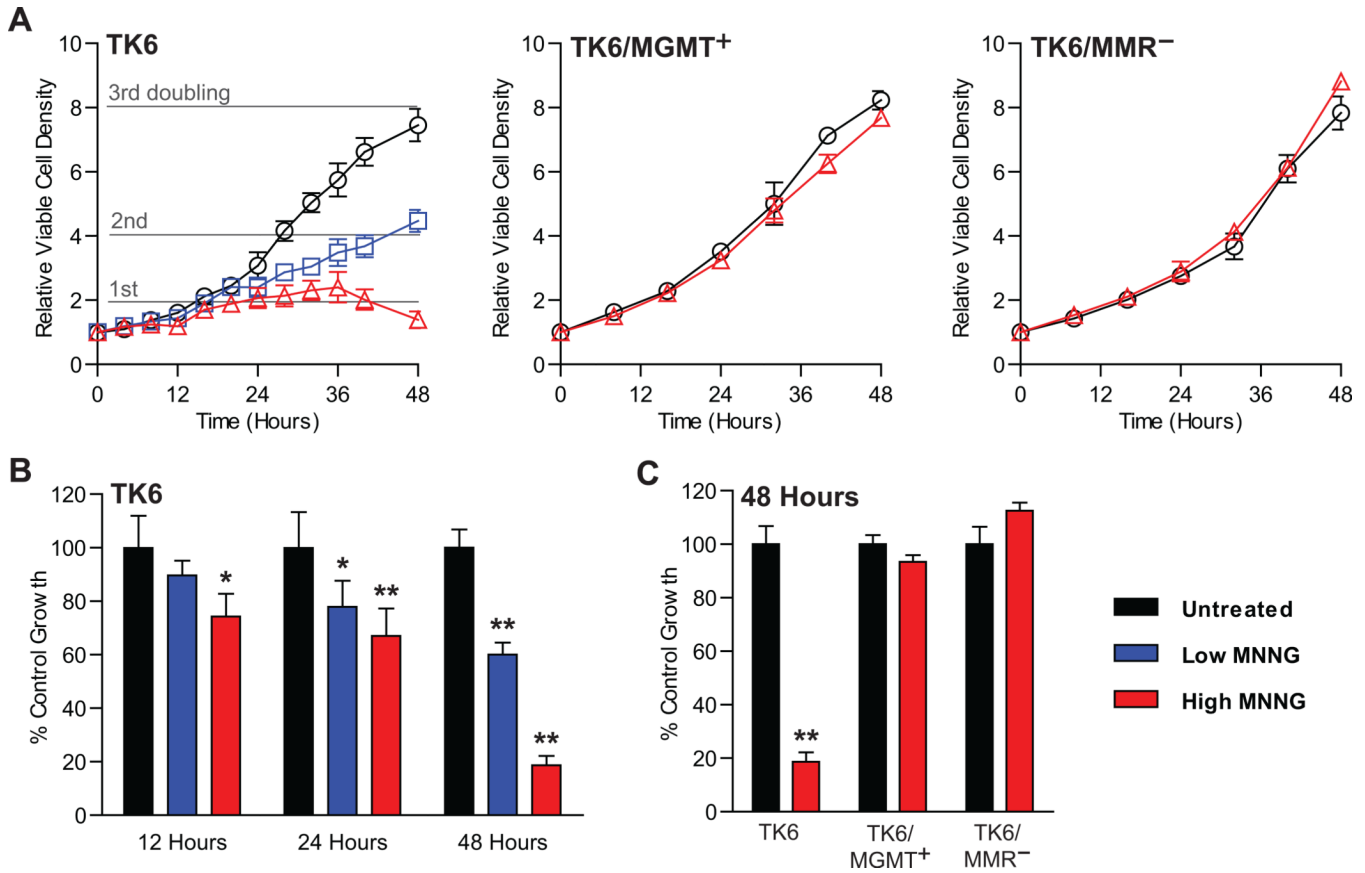 A
TK6
TK6/MGMT+
TK6/MMR−
Relative Viable Cell Density
10
8
6
4
2
0
3rd doubling
2nd
1st
0 12 24 36 48
Time (Hours)
Relative Viable Cell Density
10
8
6
4
2
0
0 12 24 36 48
Time (Hours)
Relative Viable Cell Density
10
8
6
4
2
0
0 12 24 36 48
Time (Hours)
B
TK6
% Control Growth
120
100
80
60
40
20
0
*
*
**
**
**
12 Hours 24 Hours 48 Hours
C
48 Hours
% Control Growth
120
100
80
60
40
20
0
**
TK6
TK6/
MGMT+
TK6/
MMR−
Untreated
Low MNNG
High MNNG